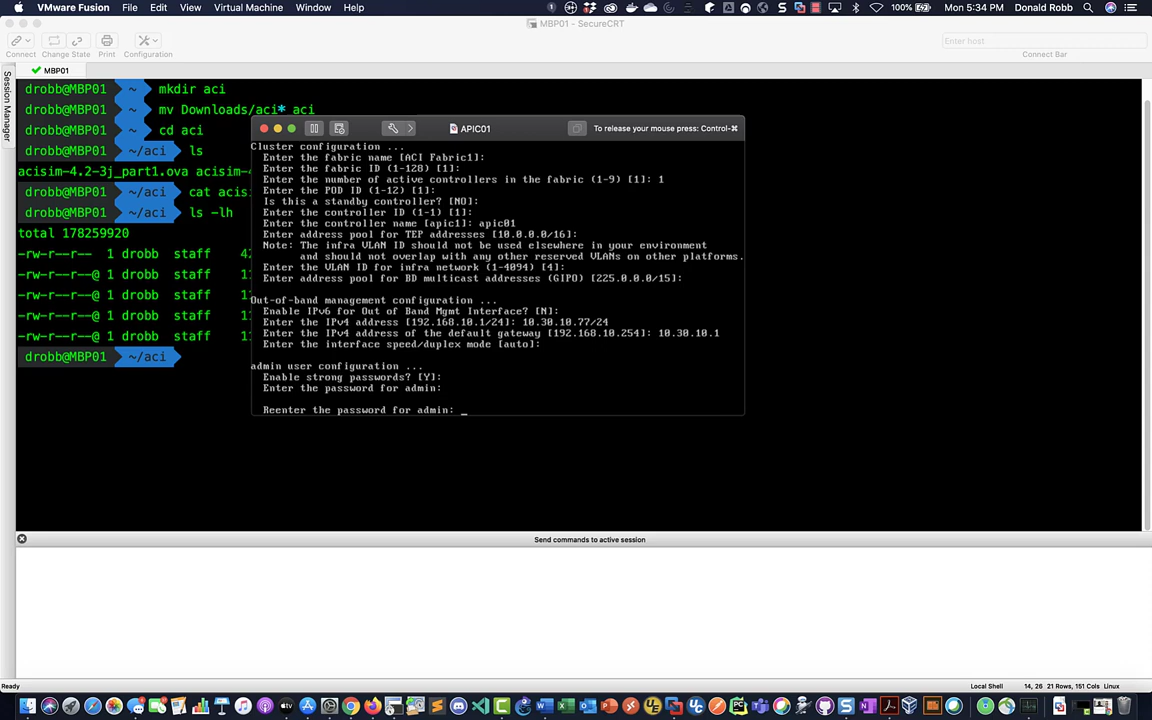 VMware Fusion File Edit View Virtual Machine Window Help 100% Mon 5:34 PM Donald Robb
MBP01 - SecureCRT
Connect Change State Print Configuration Enter host Connect Bar
Session Manager
MBP01
drobb@MBP01 ~ mkdir aci
drobb@MBP01 ~ mv Downloads/aci* aci
drobb@MBP01 ~ cd aci
drobb@MBP01 ~/aci ls
acisim-4.2-3j_part1.ova acisim-
drobb@MBP01 ~/aci cat acis
drobb@MBP01 ~/aci ls -lh
total 178259920
-rw-r--r-- 1 drobb staff 42
-rw-r--r--@ 1 drobb staff 11
-rw-r--r--@ 1 drobb staff 11
-rw-r--r--@ 1 drobb staff 11
-rw-r--r--@ 1 drobb staff 11
drobb@MBP01 ~/aci
APIC01 To release your mouse press: Control-⌘
Cluster configuration ...
Enter the fabric name [ACI Fabric1]:
Enter the fabric ID (1-128) [1]:
Enter the number of active controllers in the fabric (1-9) [1]: 1
Enter the POD ID (1-12) [1]:
Is this a standby controller? [NO]:
Enter the controller ID (1-1) [1]:
Enter the controller name [apic1]: apic01
Enter address pool for TEP addresses [10.0.0.0/16]:
Note: The infra VLAN ID should not be used elsewhere in your environment
and should not overlap with any other reserved VLANs on other platforms.
Enter the VLAN ID for infra network (1-4094) [4]:
Enter address pool for BD multicast addresses (GIPO) [225.0.0.0/15]:
Out-of-band management configuration ...
Enable IPv6 for Out of Band Mgmt Interface? [N]:
Enter the IPv4 address [192.168.10.1/24]: 10.30.10.77/24
Enter the IPv4 address of the default gateway [192.168.10.254]: 10.30.10.1
Enter the interface speed/duplex mode [auto]:
admin user configuration ...
Enable strong passwords? [Y]:
Enter the password for admin:
Reenter the password for admin: _
Send commands to active session
Ready Local Shell 14, 26 21 Rows, 151 Cols Linux